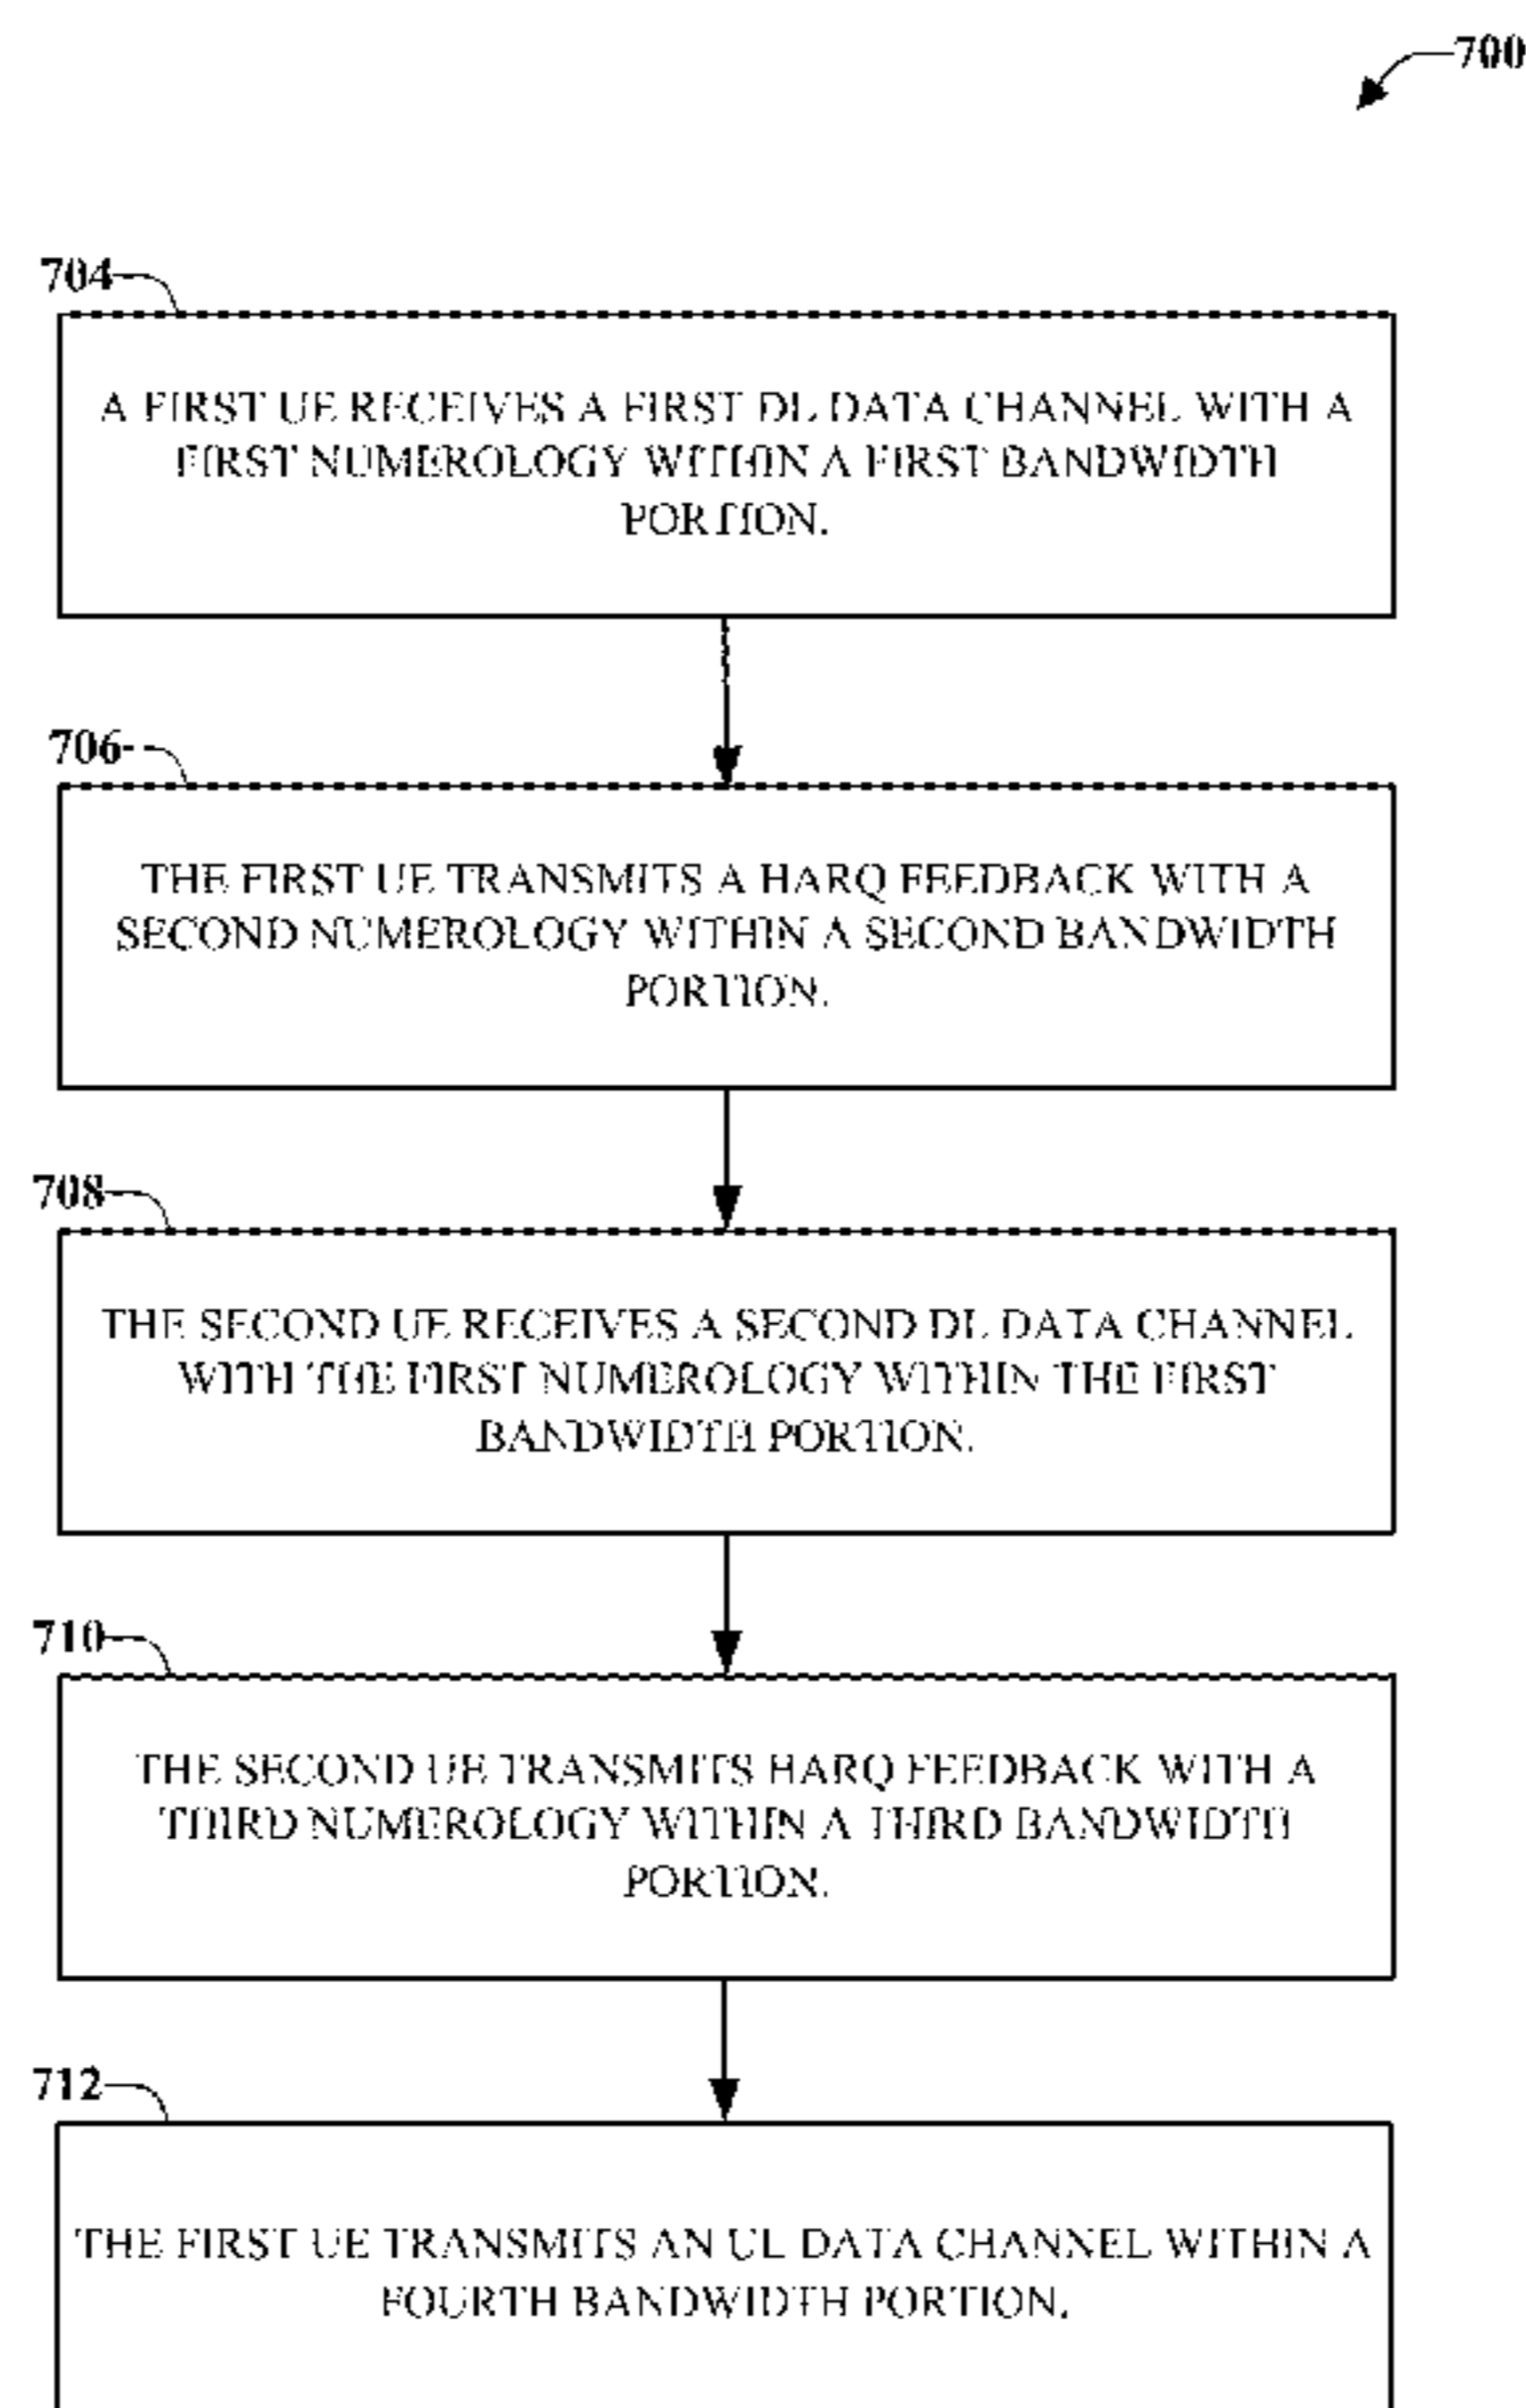 700
704
A FIRST UE RECEIVES A FIRST DL DATA CHANNEL WITH A
FIRST NUMEROLOGY WITHIN A FIRST BANDWIDTH
PORTION.
706
THE FIRST UE TRANSMITS A HARQ FEEDBACK WITH A
SECOND NUMEROLOGY WITHIN A SECOND BANDWIDTH
PORTION.
708
THE SECOND UE RECEIVES A SECOND DL DATA CHANNEL
WITH THE FIRST NUMEROLOGY WITHIN THE FIRST
BANDWIDTH PORTION.
710
THE SECOND UE TRANSMITS HARQ FEEDBACK WITH A
THIRD NUMEROLOGY WITHIN A THIRD BANDWIDTH
PORTION.
712
THE FIRST UE TRANSMITS AN UL DATA CHANNEL WITHIN A
FOURTH BANDWIDTH PORTION.